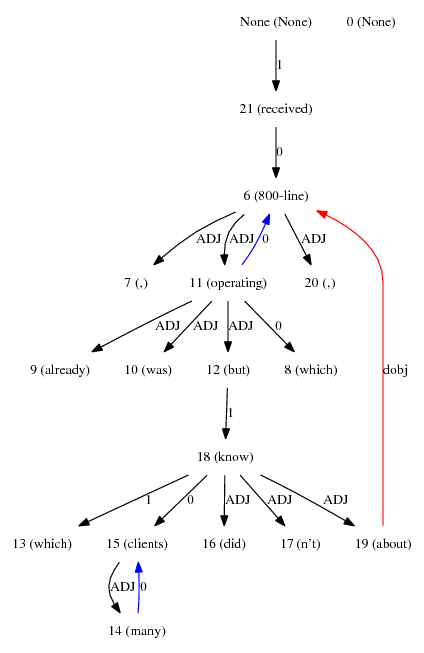 None (None) 0 (None)
1
21 (received)
0
6 (800-line)
ADJ ADJ 0 ADJ
7 (,) 11 (operating) 20 (,)
ADJ ADJ ADJ 0
9 (already) 10 (was) 12 (but) 8 (which) dobj
1
18 (know)
1 0 ADJ ADJ ADJ
13 (which) 15 (clients) 16 (did) 17 (n't) 19 (about)
ADJ 0
14 (many)